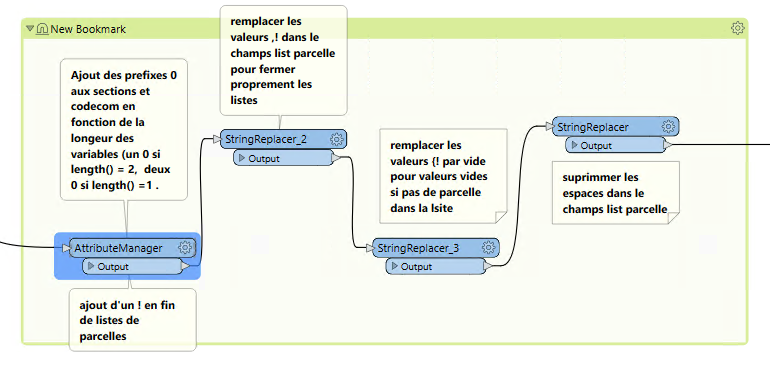 New Bookmark
remplacer les
valeurs ,! dans le
champs list parcelle
pour fermer
proprement les
listes
Ajout des prefixes 0
aux sections et
codecom en
fonction de la
longeur des
variables (un 0 si
length() = 2,  deux
0 si length() =1 .
StringReplacer_2
Output
remplacer les
valeurs {! par vide
pour valeurs vides
si pas de parcelle
dans la lsite
StringReplacer
Output
suprimmer les
espaces dans le
champs list parcelle
AttributeManager
Output
StringReplacer_3
Output
ajout d'un ! en fin
de listes de
parcelles